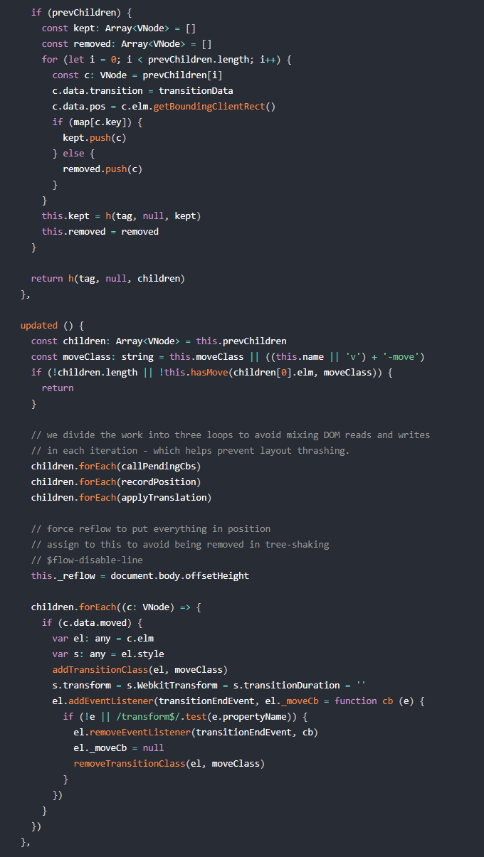 if (prevChildren) {
const kept: Array<VNode> = []
const removed: Array<VNode> = []
for (let i = 0; i < prevChildren.length; i++) {
const c: VNode = prevChildren[i]
c.data.transition = transitionData
c.data.pos = c.elm.getBoundingClientRect()
if (map[c.key]) {
kept.push(c)
} else {
removed.push(c)
}
}
this.kept = h(tag, null, kept)
this.removed = removed
}
return h(tag, null, children)
},
updated () {
const children: Array<VNode> = this.prevChildren
const moveClass: string = this.moveClass || ((this.name || 'v') + '-move')
if (!children.length || !this.hasMove(children[0].elm, moveClass)) {
return
}
// we divide the work into three loops to avoid mixing DOM reads and writes
// in each iteration - which helps prevent layout thrashing.
children.forEach(callPendingCbs)
children.forEach(recordPosition)
children.forEach(applyTranslation)
// force reflow to put everything in position
// assign to this to avoid being removed in tree-shaking
// $flow-disable-line
this._reflow = document.body.offsetHeight
children.forEach((c: VNode) => {
if (c.data.moved) {
var el: any = c.elm
var s: any = el.style
addTransitionClass(el, moveClass)
s.transform = s.WebkitTransform = s.transitionDuration = ''
el.addEventListener(transitionEndEvent, el._moveCb = function cb (e) {
if (!e || /transform$/.test(e.propertyName)) {
el.removeEventListener(transitionEndEvent, cb)
el._moveCb = null
removeTransitionClass(el, moveClass)
}
})
}
})
},